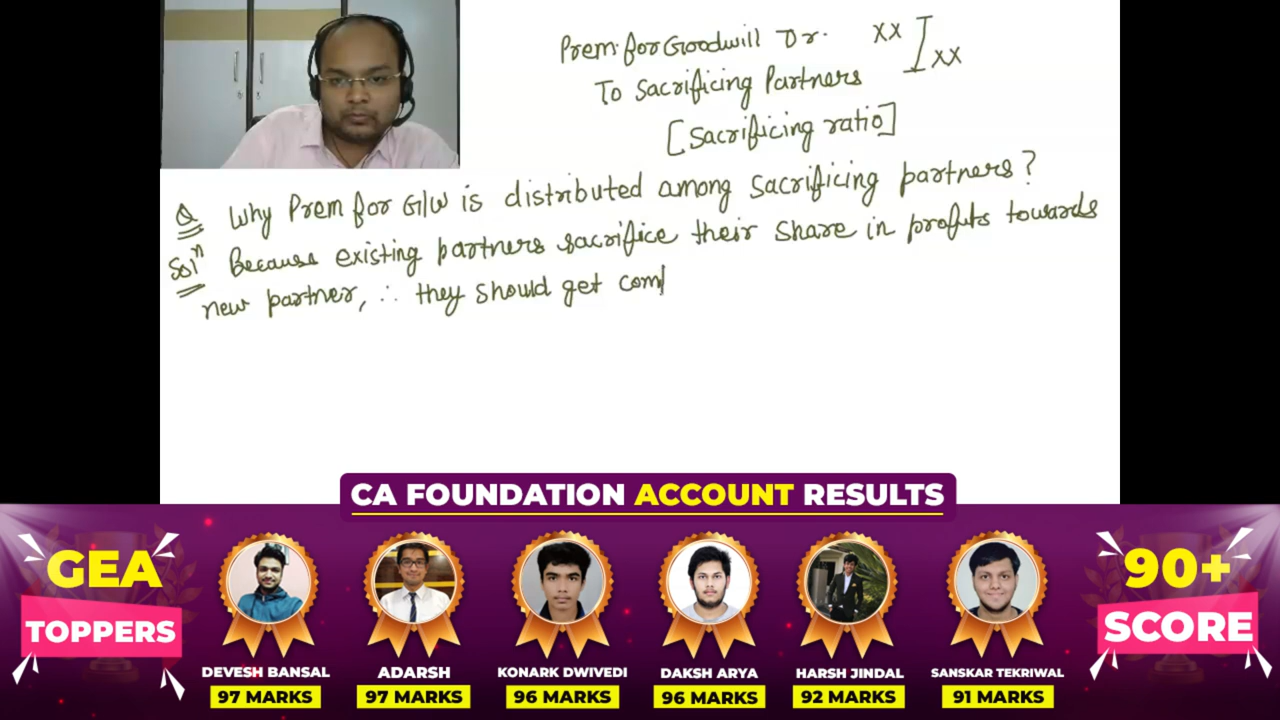 Prem. for Goodwill Dr. xx
To Sacrificing Partners xx
[Sacrificing ratio]
Q Why Prem for G/W is distributed among Sacrificing partners?
Solⁿ Because existing partners sacrifice their share in profits towards
new partner, ∴ they should get com
CA FOUNDATION ACCOUNT RESULTS
GEA
TOPPERS
DEVESH BANSAL
97 MARKS
ADARSH
97 MARKS
KONARK DWIVEDI
96 MARKS
DAKSH ARYA
96 MARKS
HARSH JINDAL
92 MARKS
SANSKAR TEKRIWAL
91 MARKS
90+
SCORE